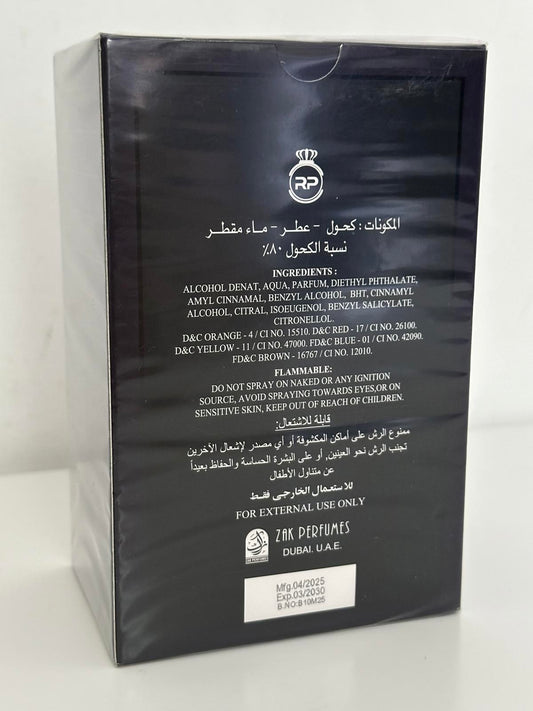 RP
المكونات : كحول - عطر - ماء مقطر
نسبة الكحول ٨٠٪
INGREDIENTS :
ALCOHOL DENAT, AQUA, PARFUM, DIETHYL PHTHALATE,
AMYL CINNAMAL, BENZYL ALCOHOL, BHT, CINNAMYL
ALCOHOL, CITRAL, ISOEUGENOL, BENZYL SALICYLATE,
CITRONELLOL.
D&C ORANGE - 4 / CI NO. 15510. D&C RED - 17 / CI NO. 26100.
D&C YELLOW - 11 / CI NO. 47000. FD&C BLUE - 01 / CI NO. 42090.
FD&C BROWN - 16767 / CI NO. 12010.
FLAMMABLE:
DO NOT SPRAY ON NAKED OR ANY IGNITION
SOURCE, AVOID SPRAYING TOWARDS EYES,OR ON
SENSITIVE SKIN, KEEP OUT OF REACH OF CHILDREN.
قابلة للاشتعال:
ممنوع الرش على أماكن المكشوفة أو أي مصدر لإشعال الآخرين
تجنب الرش نحو العينين, أو على البشرة الحساسة والحفاظ بعيداً
عن متناول الأطفال
للاستعمال الخارجى فقط
FOR EXTERNAL USE ONLY
ZAK PERFUMES
DUBAI. U.A.E.
Mfg.04/2025
Exp.03/2030
B.NO:B10M25